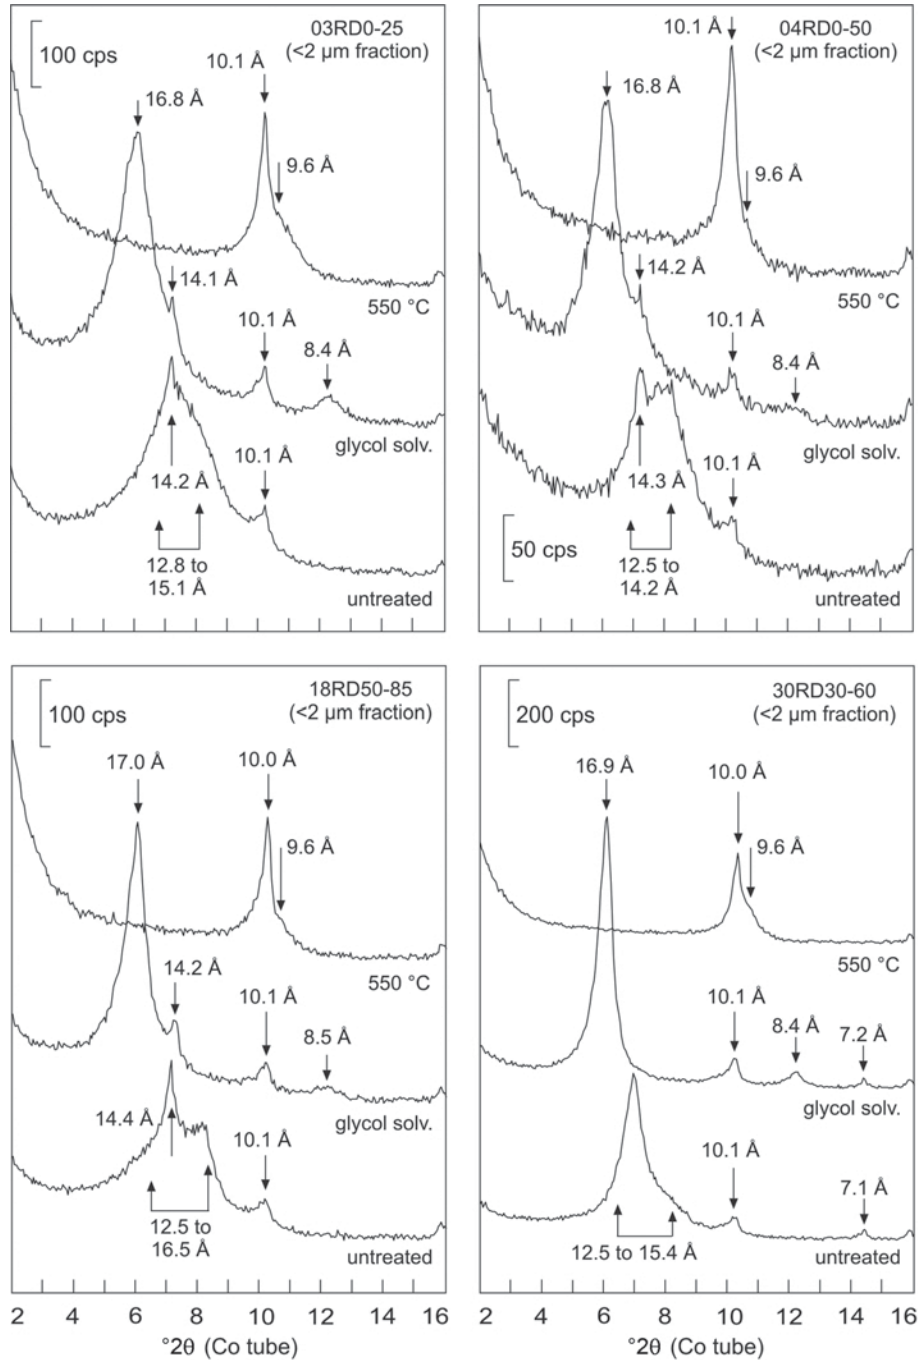 03RD0-25
(<2 µm fraction)
100 cps
10.1 Å
16.8 Å
9.6 Å
14.1 Å
550 °C
10.1 Å
8.4 Å
glycol solv.
14.2 Å
10.1 Å
12.8 to
15.1 Å
untreated
10.1 Å
04RD0-50
(<2 µm fraction)
16.8 Å
9.6 Å
14.2 Å
550 °C
10.1 Å
8.4 Å
glycol solv.
14.3 Å
10.1 Å
50 cps
12.5 to
14.2 Å
untreated
18RD50-85
(<2 µm fraction)
100 cps
17.0 Å
10.0 Å
9.6 Å
14.2 Å
550 °C
10.1 Å
8.5 Å
glycol solv.
14.4 Å
10.1 Å
12.5 to
16.5 Å
untreated
2 4 6 8 10 12 14 16
°2θ (Co tube)
30RD30-60
(<2 µm fraction)
200 cps
16.9 Å
10.0 Å
9.6 Å
550 °C
10.1 Å
8.4 Å
7.2 Å
glycol solv.
10.1 Å
7.1 Å
12.5 to 15.4 Å
untreated
2 4 6 8 10 12 14 16
°2θ (Co tube)